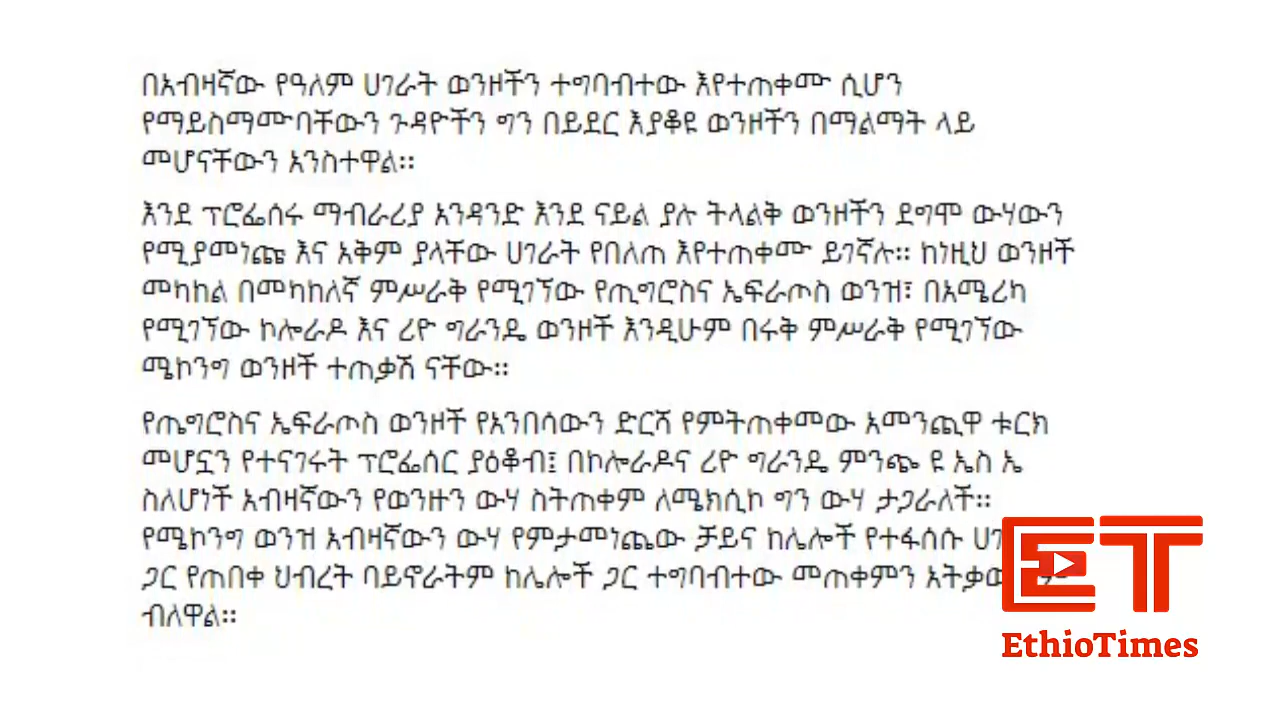 በአብዛኛው የዓለም ሀገራት ወንዞችን ተግባብተው እየተጠቀሙ ሲሆን
የማይስማሙባቸውን ጉዳዮችን ግን በይደር እያቆዩ ወንዞችን በማልማት ላይ
መሆናቸውን አንስተዋል፡፡
እንደ ፕሮፌሰሩ ማብራሪያ አንዳንድ እንደ ናይል ያሉ ትላልቅ ወንዞችን ደግሞ ውሃውን
የሚያመነጩ እና አቅም ያላቸው ሀገራት የበለጠ እየተጠቀሙ ይገኛሉ፡፡ ከነዚህ ወንዞች
መካከል በመካከለኛ ምሥራቅ የሚገኘው የጢግሮስና ኤፍራጦስ ወንዝ፣ በአሜሪካ
የሚገኘው ኮሎራዶ እና ሪዮ ግራንዴ ወንዞች እንዲሁም በሩቅ ምሥራቅ የሚገኘው
ሜኮንግ ወንዞች ተጠቃሽ ናቸው፡፡
የጤግሮስና ኤፍራጦስ ወንዞች የአንበሳውን ድርሻ የምትጠቀመው አመንጪዋ ቱርክ
መሆኗን የተናገሩት ፕሮፌሰር ያዕቆብ፤ በኮሎራዶና ሪዮ ግራንዴ ምንጭ ዩ ኤስ ኤ
ስለሆነች አብዛኛውን የወንዙን ውሃ ስትጠቀም ለሜክሲኮ ግን ውሃ ታጋራለች፡፡
የሜኮንግ ወንዝ አብዛኛውን ውሃ የምታመነጨው ቻይና ከሌሎች የተፋሰሱ
ጋር የጠበቀ ህብረት ባይኖራትም ከሌሎች ጋር ተግባብተው መጠቀምን
ብለዋል፡፡
ET
EthioTimes